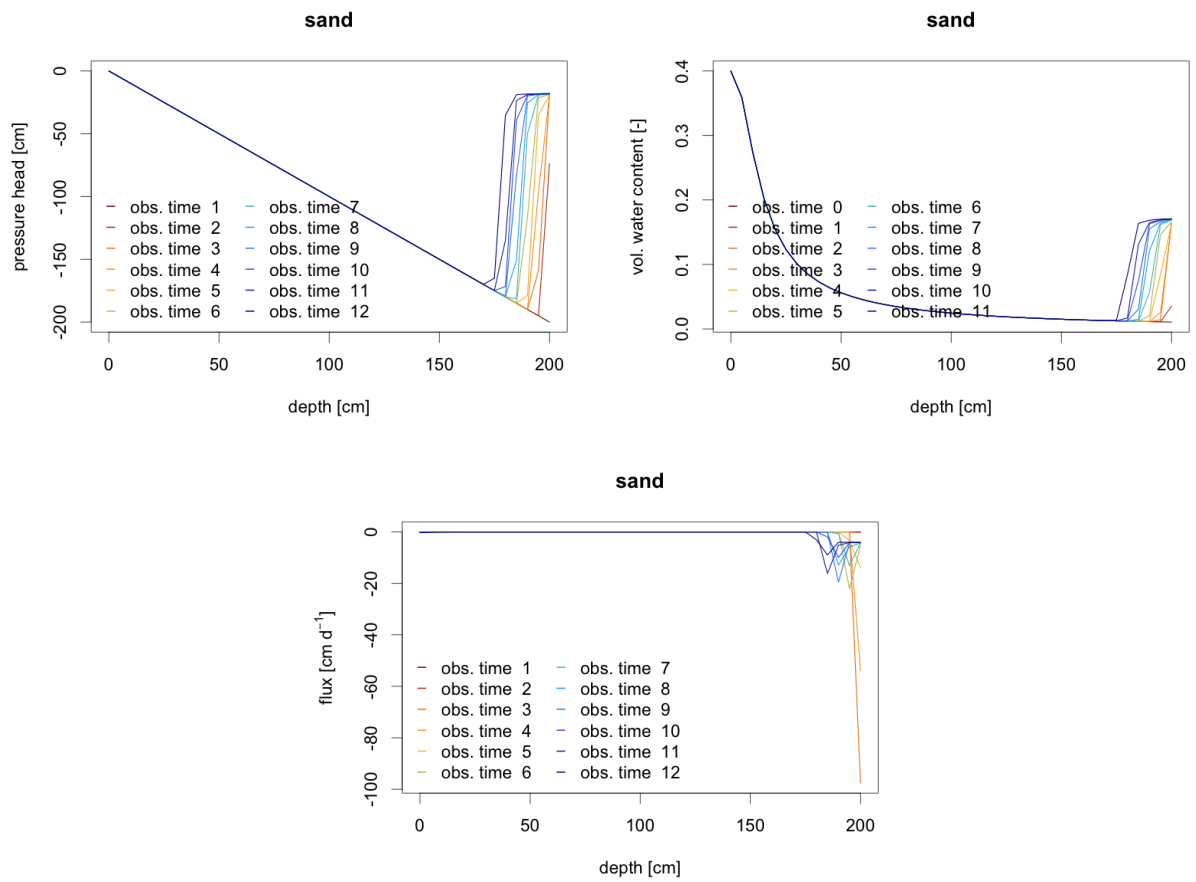 sand
pressure head [cm]
0
-50
-100
-150
-200
obs. time 1
obs. time 2
obs. time 3
obs. time 4
obs. time 5
obs. time 6
obs. time 7
obs. time 8
obs. time 9
obs. time 10
obs. time 11
obs. time 12
0 50 100 150 200
depth [cm]
sand
vol. water content [-]
0.4
0.3
0.2
0.1
0.0
obs. time 0
obs. time 1
obs. time 2
obs. time 3
obs. time 4
obs. time 5
obs. time 6
obs. time 7
obs. time 8
obs. time 9
obs. time 10
obs. time 11
0 50 100 150 200
depth [cm]
sand
flux [cm d⁻¹]
0
-20
-40
-60
-80
-100
obs. time 1
obs. time 2
obs. time 3
obs. time 4
obs. time 5
obs. time 6
obs. time 7
obs. time 8
obs. time 9
obs. time 10
obs. time 11
obs. time 12
0 50 100 150 200
depth [cm]